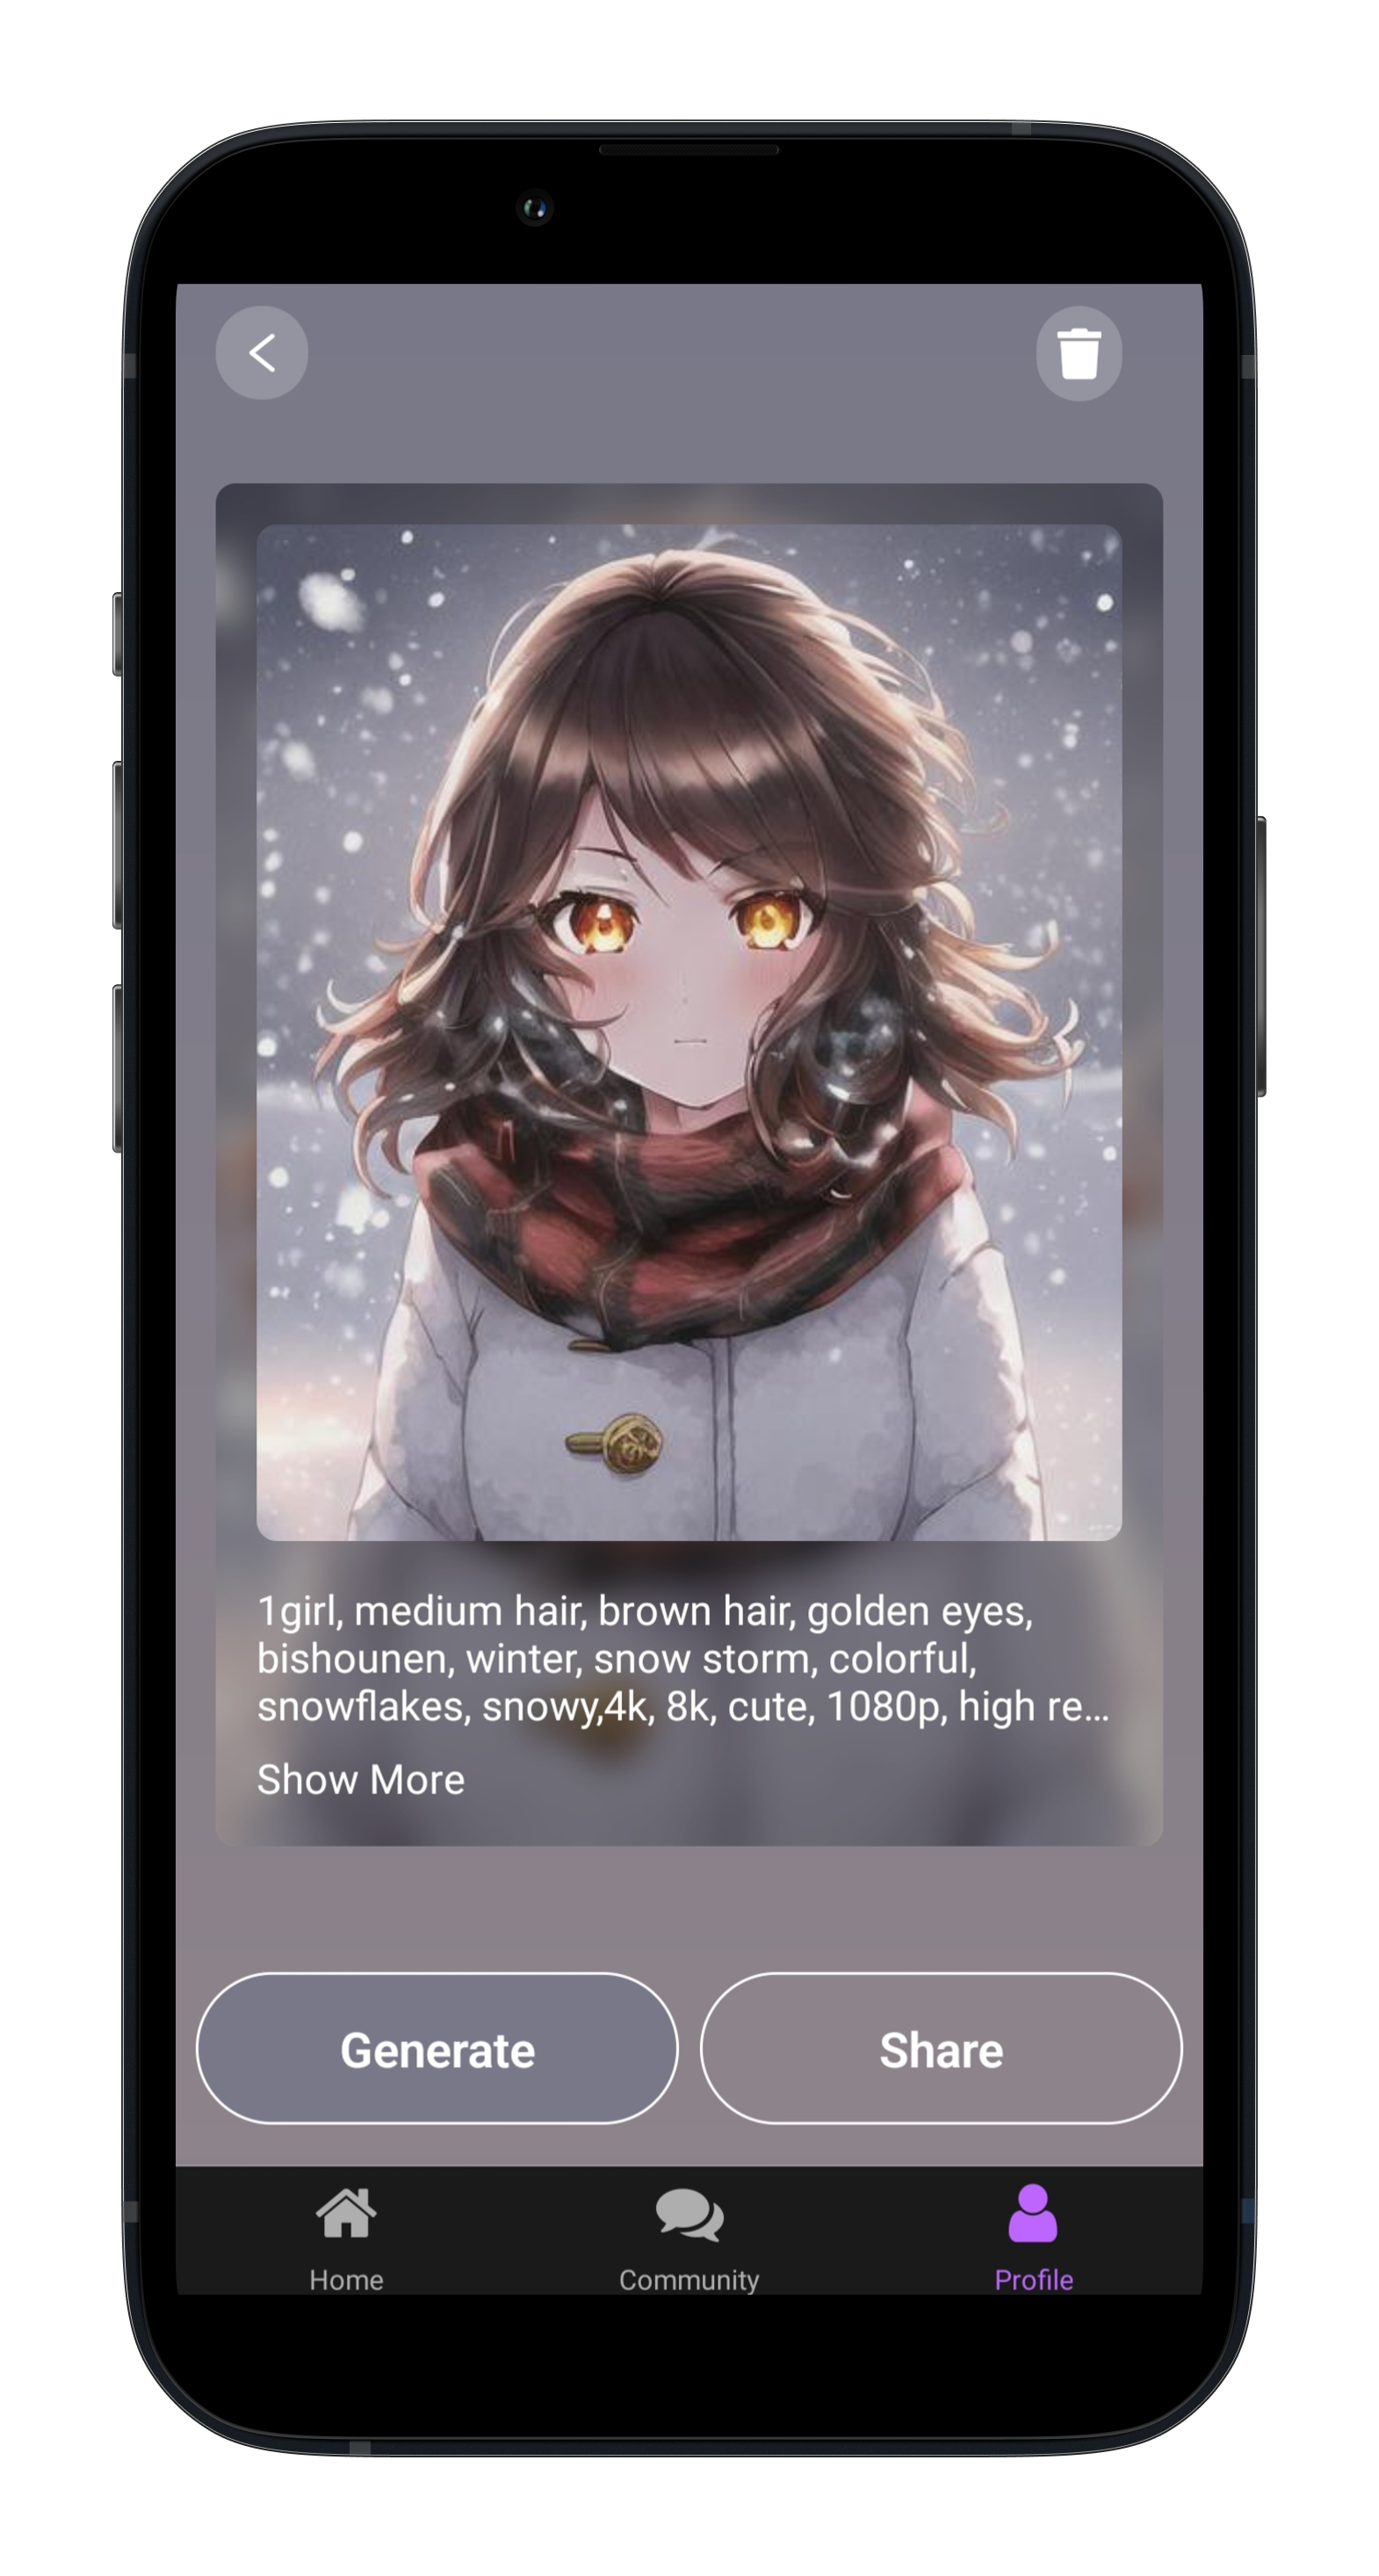 1girl, medium hair, brown hair, golden eyes,
bishounen, winter, snow storm, colorful,
snowflakes, snowy,4k, 8k, cute, 1080p, high re...
Show More
Generate
Share
Home
Community
Profile